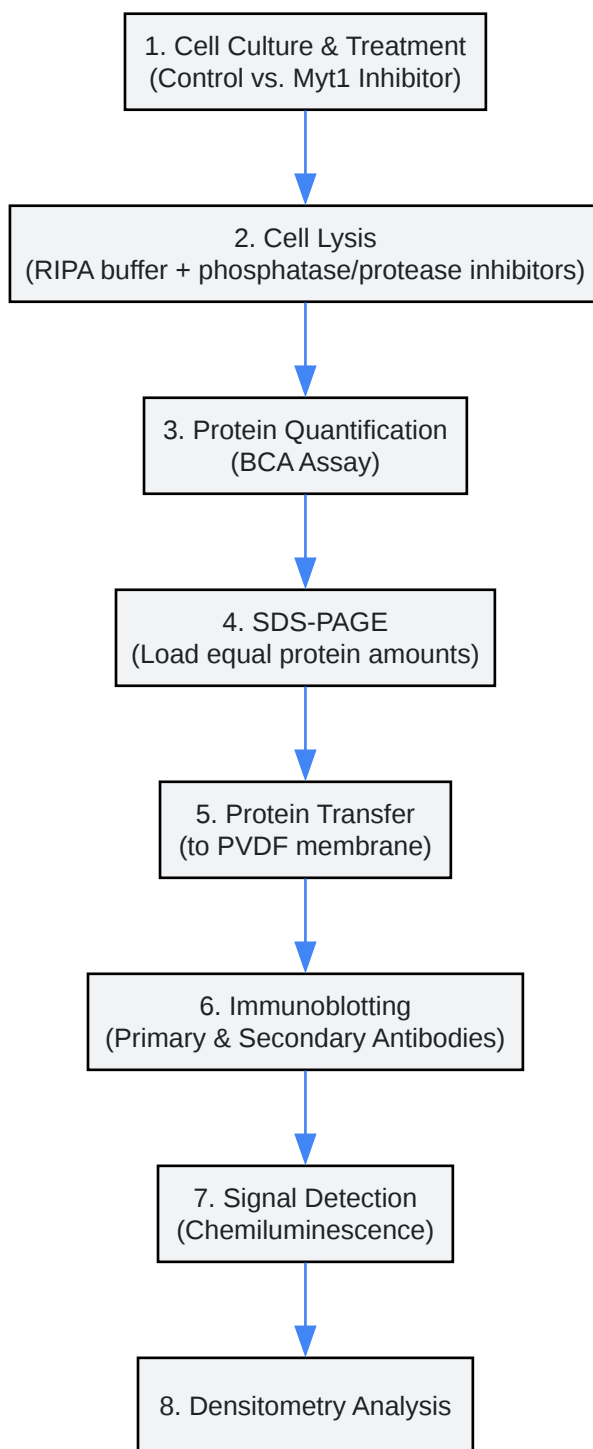 1. Cell Culture & Treatment
(Control vs. Myt1 Inhibitor)
2. Cell Lysis
(RIPA buffer + phosphatase/protease inhibitors)
3. Protein Quantification
(BCA Assay)
4. SDS-PAGE
(Load equal protein amounts)
5. Protein Transfer
(to PVDF membrane)
6. Immunoblotting
(Primary & Secondary Antibodies)
7. Signal Detection
(Chemiluminescence)
8. Densitometry Analysis